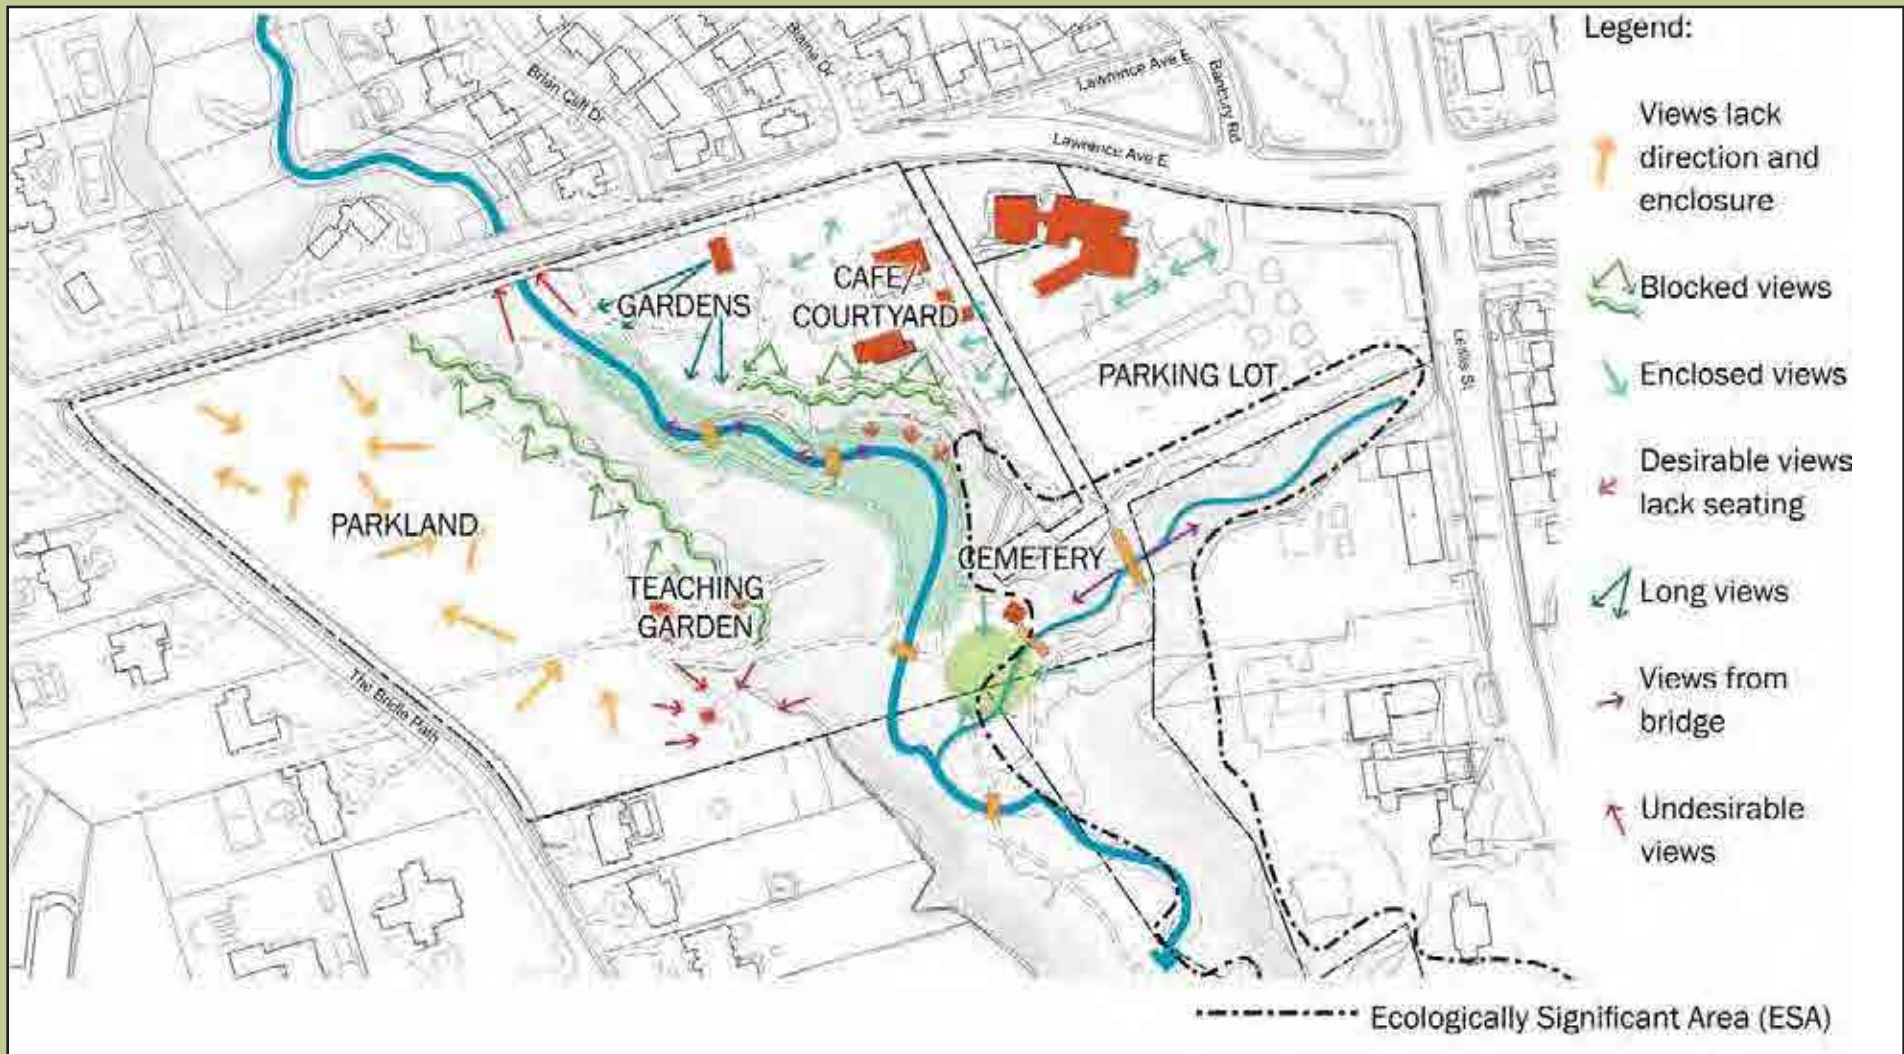 Legend:
Views lack
direction and
enclosure
Blocked views
Enclosed views
Desirable views
lack seating
Long views
Views from
bridge
Undesirable
views
Brian Cliff Dr
Blaine Dr
Lawrence Ave E
Banbury Rd
Lawrence Ave E
GARDENS
CAFE/
COURTYARD
PARKING LOT
Leslie St
PARKLAND
CEMETERY
TEACHING
GARDEN
The Bridle Path
Ecologically Significant Area (ESA)